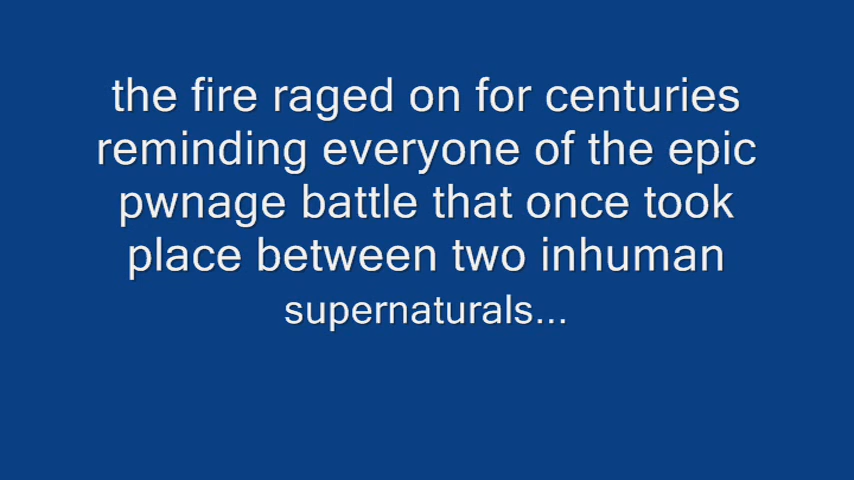 the fire raged on for centuries
reminding everyone of the epic
pwnage battle that once took
place between two inhuman
supernaturals...